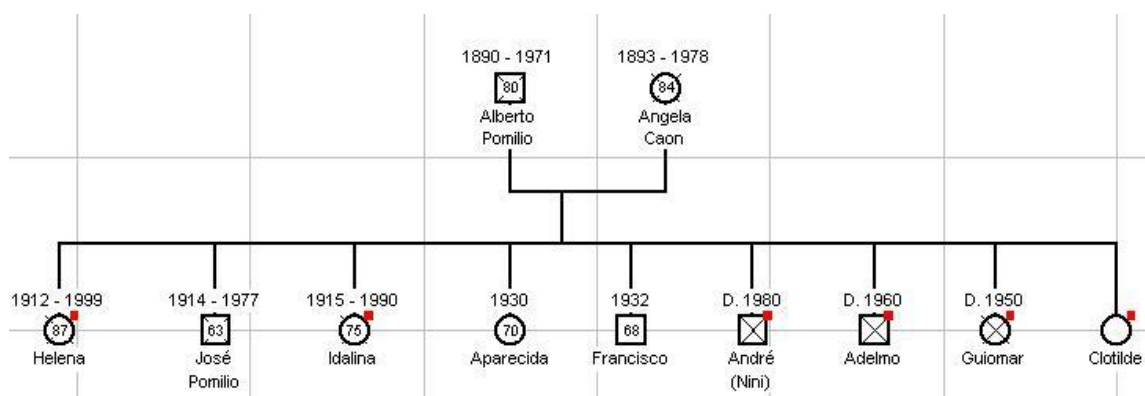 1890 - 1971 1893 - 1978
80 84
Alberto Angela
Pomilio Caon
1912 - 1999 1914 - 1977 1915 - 1990 1930 1932 D. 1980 D. 1960 D. 1950
87 63 75 70 68
Helena José Idalina Aparecida Francisco André Adelmo Guiomar Clotilde
Pomilio (Nini)